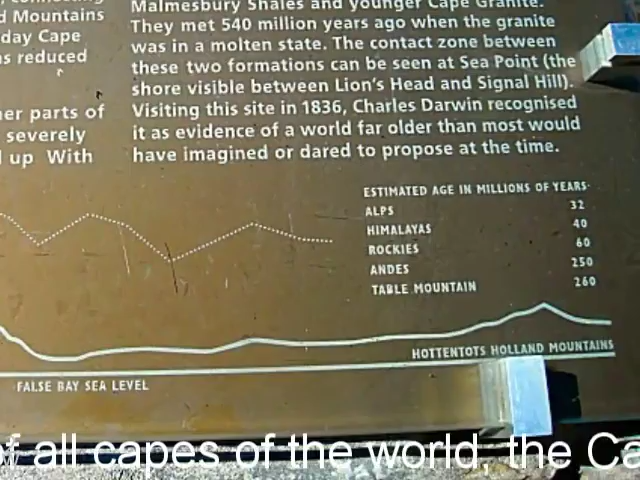 Mountains
day Cape
reduced
parts of
severely
up With
Malmesbury Shales and younger Cape Granite.
They met 540 million years ago when the granite
was in a molten state. The contact zone between
these two formations can be seen at Sea Point (the
shore visible between Lion's Head and Signal Hill).
Visiting this site in 1836, Charles Darwin recognised
it as evidence of a world far older than most would
have imagined or dared to propose at the time.
ESTIMATED AGE IN MILLIONS OF YEARS
ALPS 32
HIMALAYAS 40
ROCKIES 60
ANDES 250
TABLE MOUNTAIN 260
HOTTENTOTS HOLLAND MOUNTAINS
FALSE BAY SEA LEVEL
of all capes of the world, the Ca